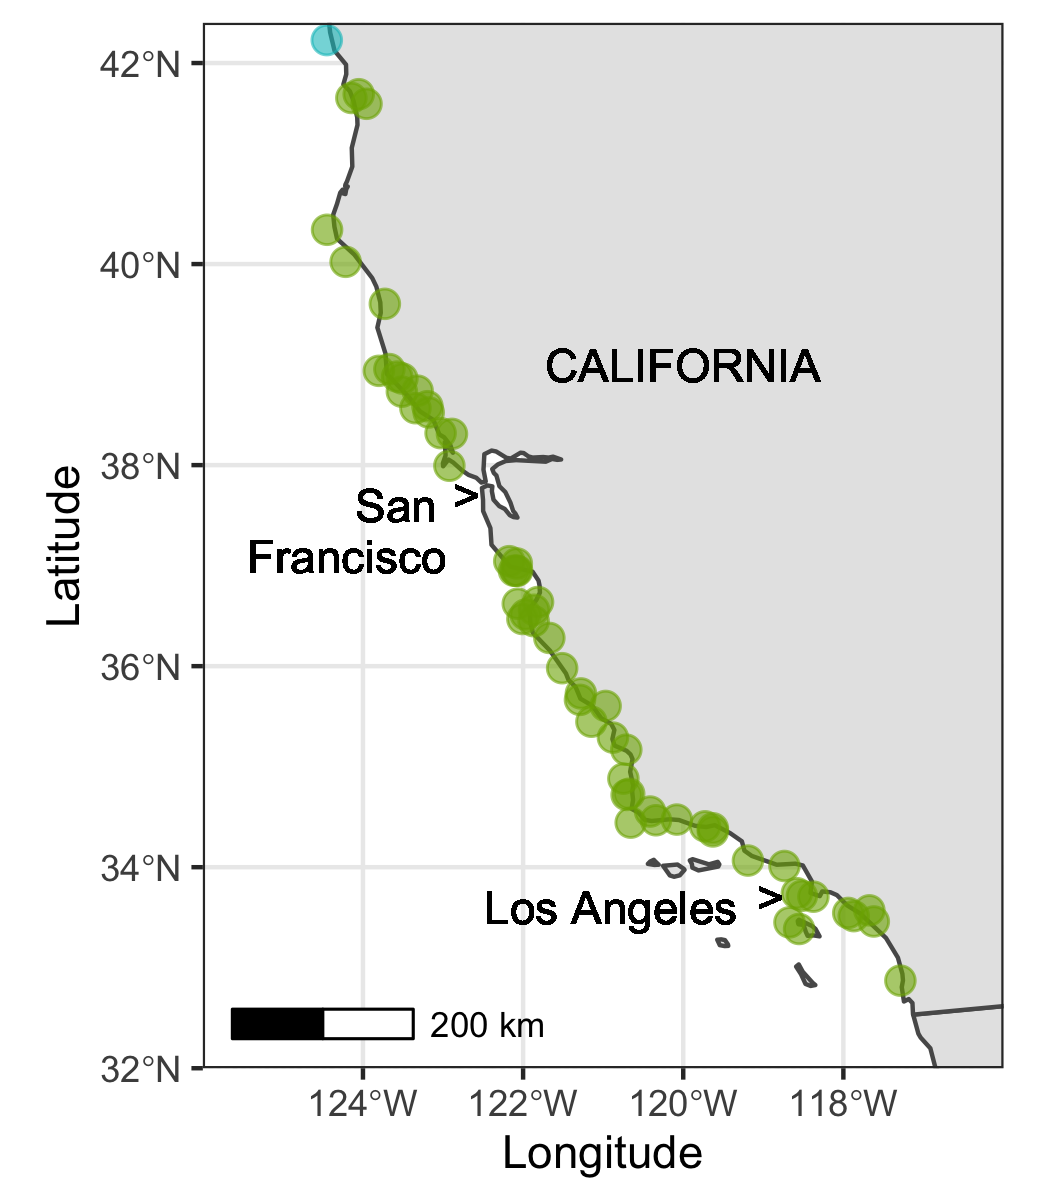 42°N
40°N
CALIFORNIA
38°N
San >
Francisco
36°N
34°N
Los Angeles >
200 km
32°N
124°W 122°W 120°W 118°W
Longitude
Latitude